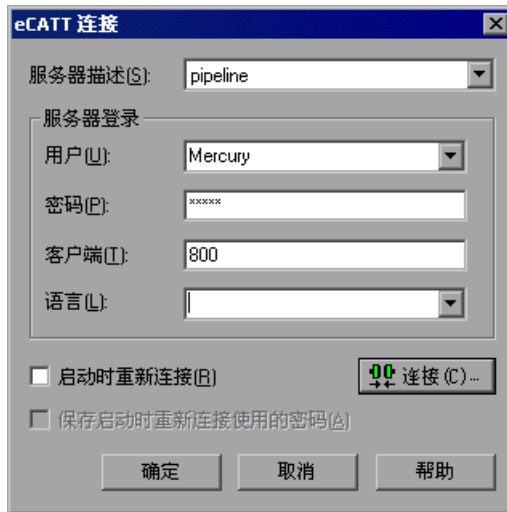 eCATT 连接
服务器描述(S): pipeline
服务器登录
用户(U): Mercury
密码(P): *****
客户端(T): 800
语言(L):
启动时重新连接(R) 连接(C)...
保存启动时重新连接使用的密码(A)
确定 取消 帮助